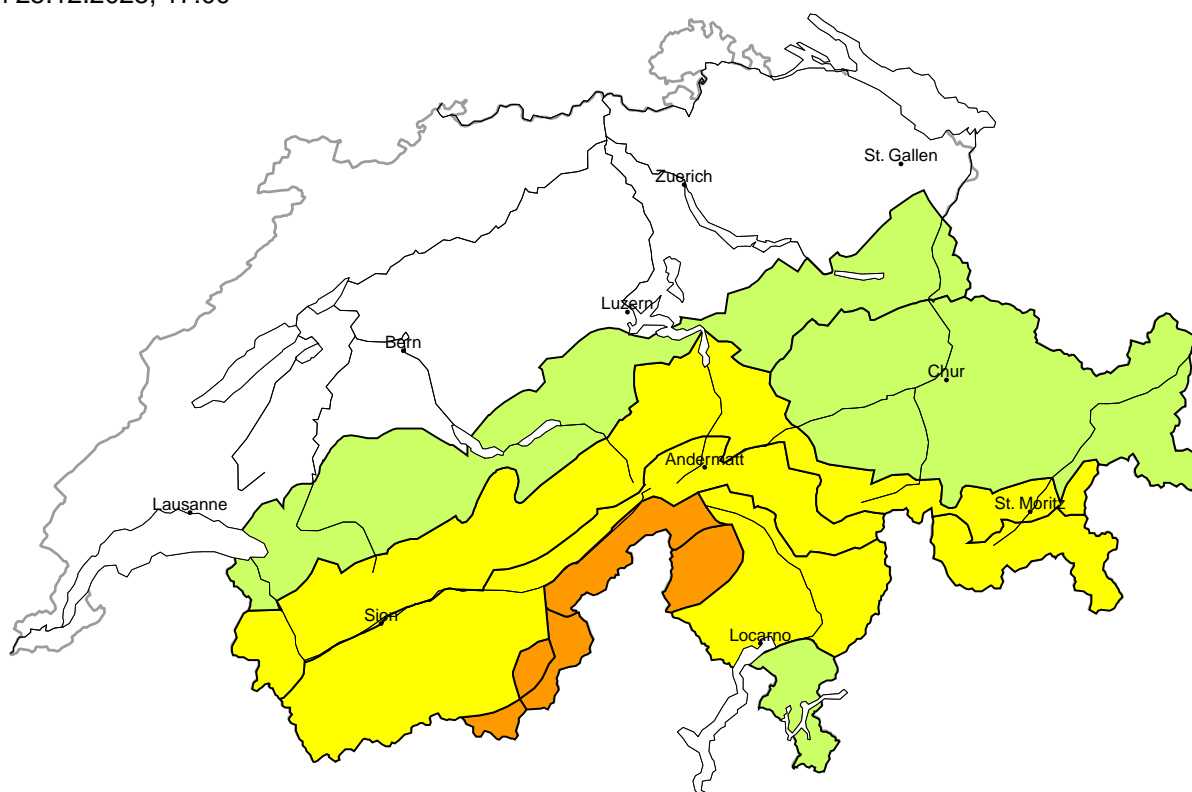 St. Gallen
Zuerich
Luzern
Bern
Chur
Andermatt
Lausanne
St. Moritz
Sion
Locarno